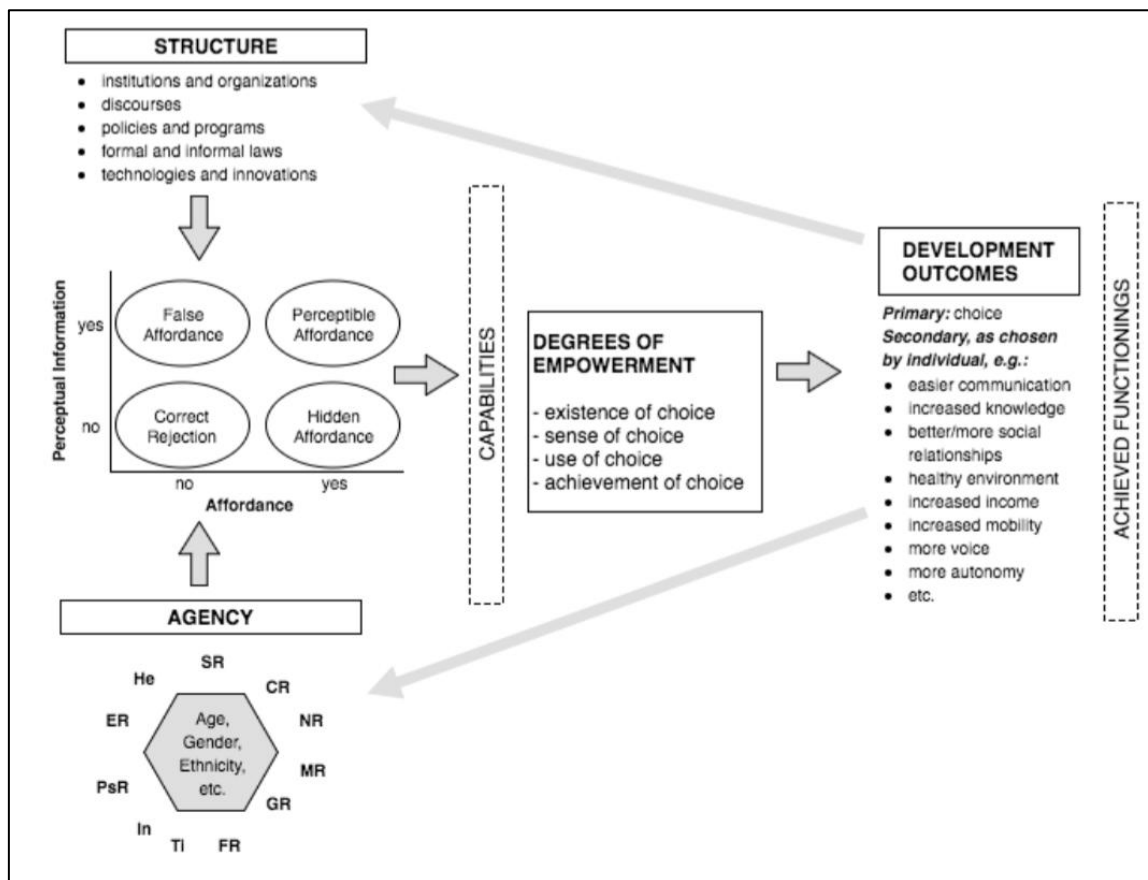 STRUCTURE
● institutions and organizations
● discourses
● policies and programs
● formal and informal laws
● technologies and innovations
Perceptual Information
yes
no
False
Affordance
Perceptible
Affordance
Correct
Rejection
Hidden
Affordance
no
yes
Affordance
AGENCY
SR
He
CR
ER
NR
Age,
Gender,
Ethnicity,
etc.
MR
PsR
GR
In
TI
FR
CAPABILITIES
DEGREES OF
EMPOWERMENT
- existence of choice
- sense of choice
- use of choice
- achievement of choice
DEVELOPMENT
OUTCOMES
Primary: choice
Secondary, as chosen
by individual, e.g.:
● easier communication
● increased knowledge
● better/more social
relationships
● healthy environment
● increased income
● increased mobility
● more voice
● more autonomy
● etc.
ACHIEVED FUNCTIONINGS